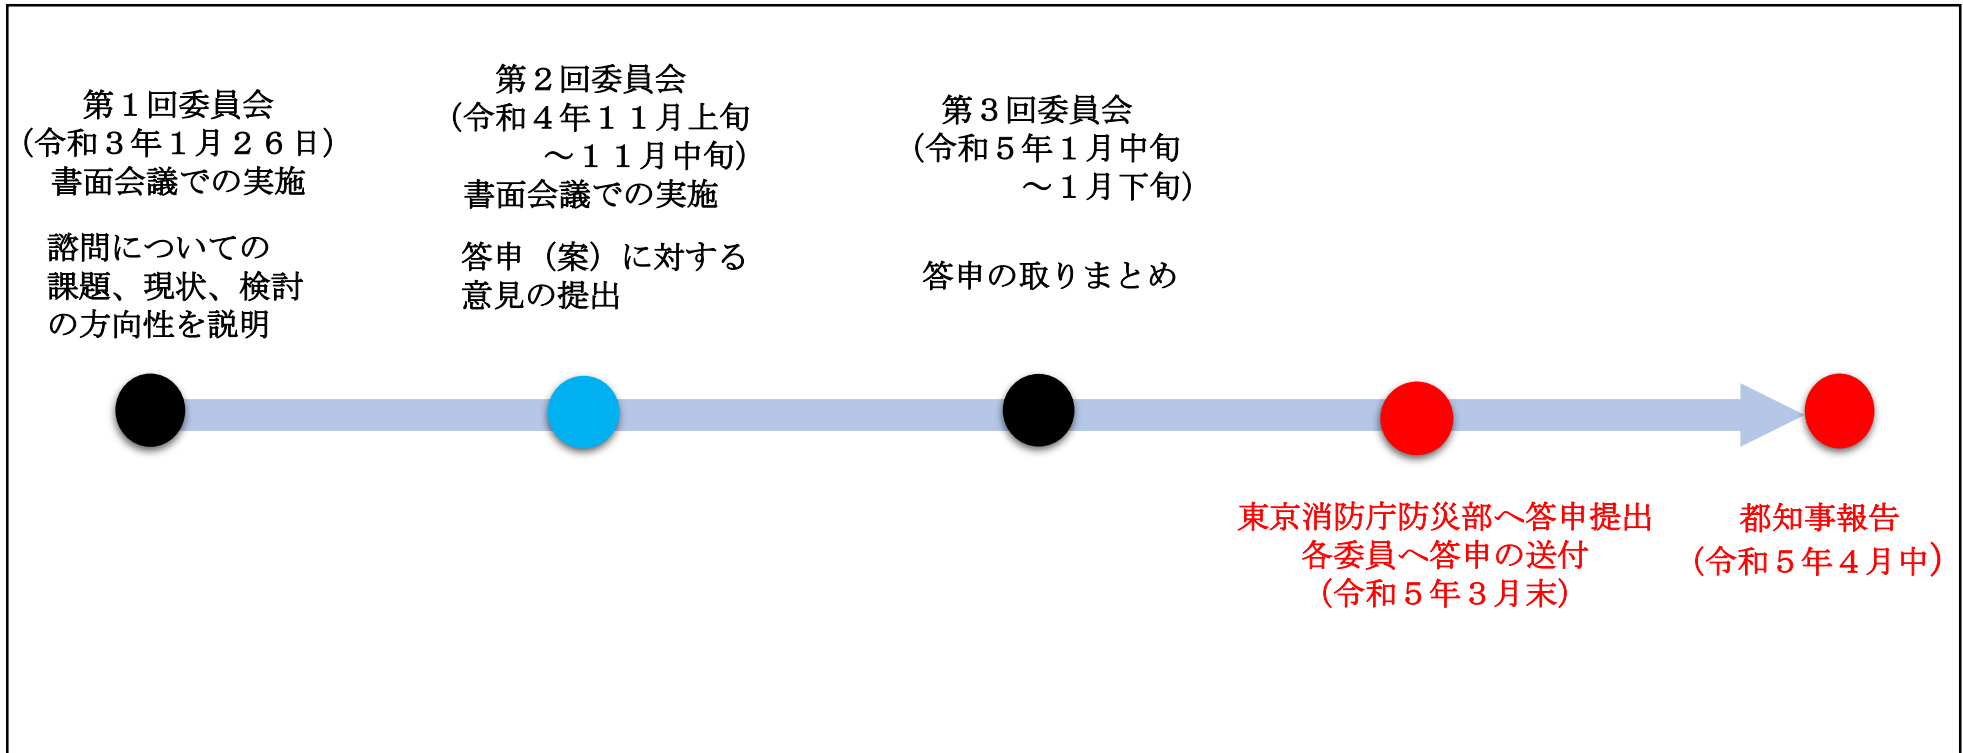 第１回委員会
(令和３年１月２６日)
書面会議での実施
諮問についての
課題、現状、検討
の方向性を説明
第２回委員会
(令和４年１１月上旬
～１１月中旬)
書面会議での実施
答申（案）に対する
意見の提出
第３回委員会
(令和５年１月中旬
～１月下旬)
答申の取りまとめ
東京消防庁防災部へ答申提出
各委員へ答申の送付
(令和５年３月末)
都知事報告
(令和５年４月中)